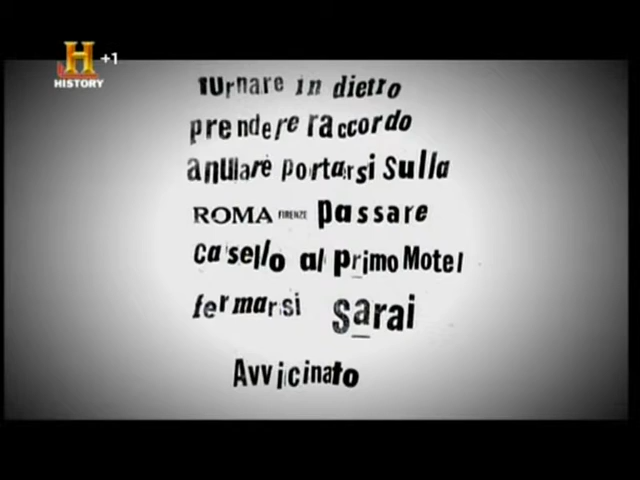 H +1
HISTORY
turnare in dietro
prendere raccordo
anulare portarsi sulla
ROMA FIRENZE passare
casello al primo Motel
fermarsi sarai
Avvicinato